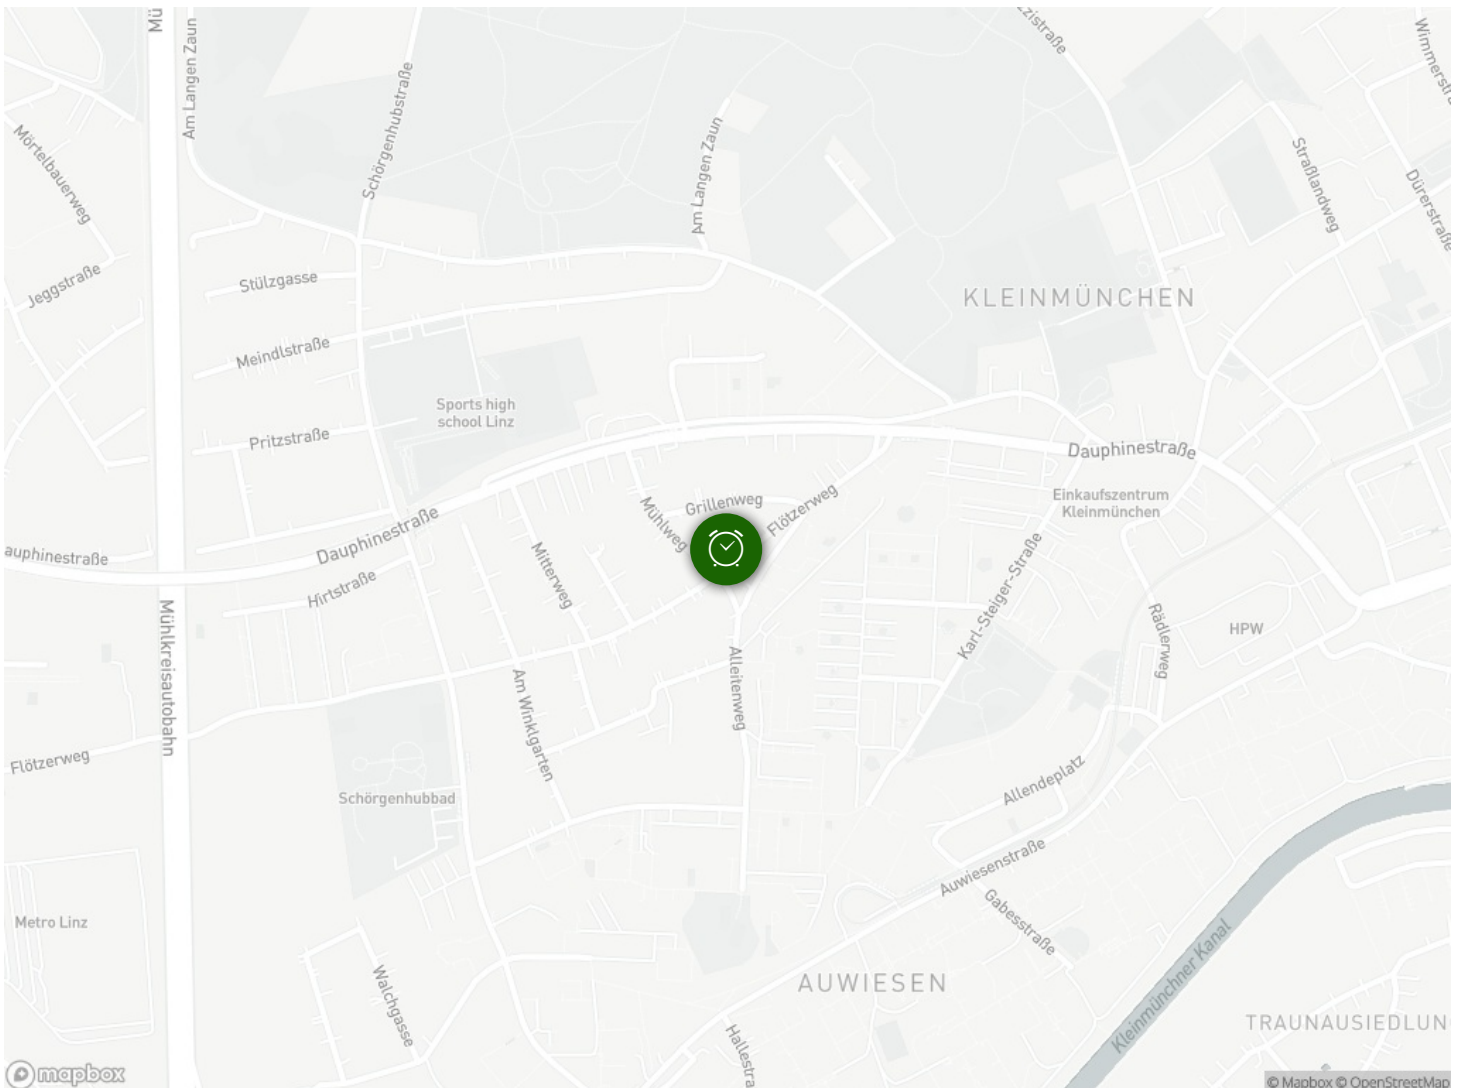 Mü
Am Langen Zaun
Schörgenhubstraße
zzistraße
Wimmerstra
Mörtelbauerweg
Am Langen Zaun
Straßlandweg
Dürerstraße
Jeggstraße
Stülzgasse
KLEINMÜNCHEN
Meindlstraße
Sports high
school Linz
Pritzstraße
Dauphinestraße
Grillenweg
Mühlweg
Flötzerweg
Einkaufszentrum
Kleinmünchen
Dauphinestraße
auphinestraße
Mitterweg
Hirtstraße
Karl-Steiger-Straße
Rädlerweg
HPW
Mühlkreisautobahn
Alleitenweg
Am Winklgarten
Flötzerweg
Schörgenhubbad
Allendeplatz
Auwiesenstraße
Gabesstraße
Metro Linz
Walchgasse
AUWIESEN
Kleinmünchner Kanal
TRAUNAUSIEDLUN
Hallestra
mapbox
© Mapbox © OpenStreetMap